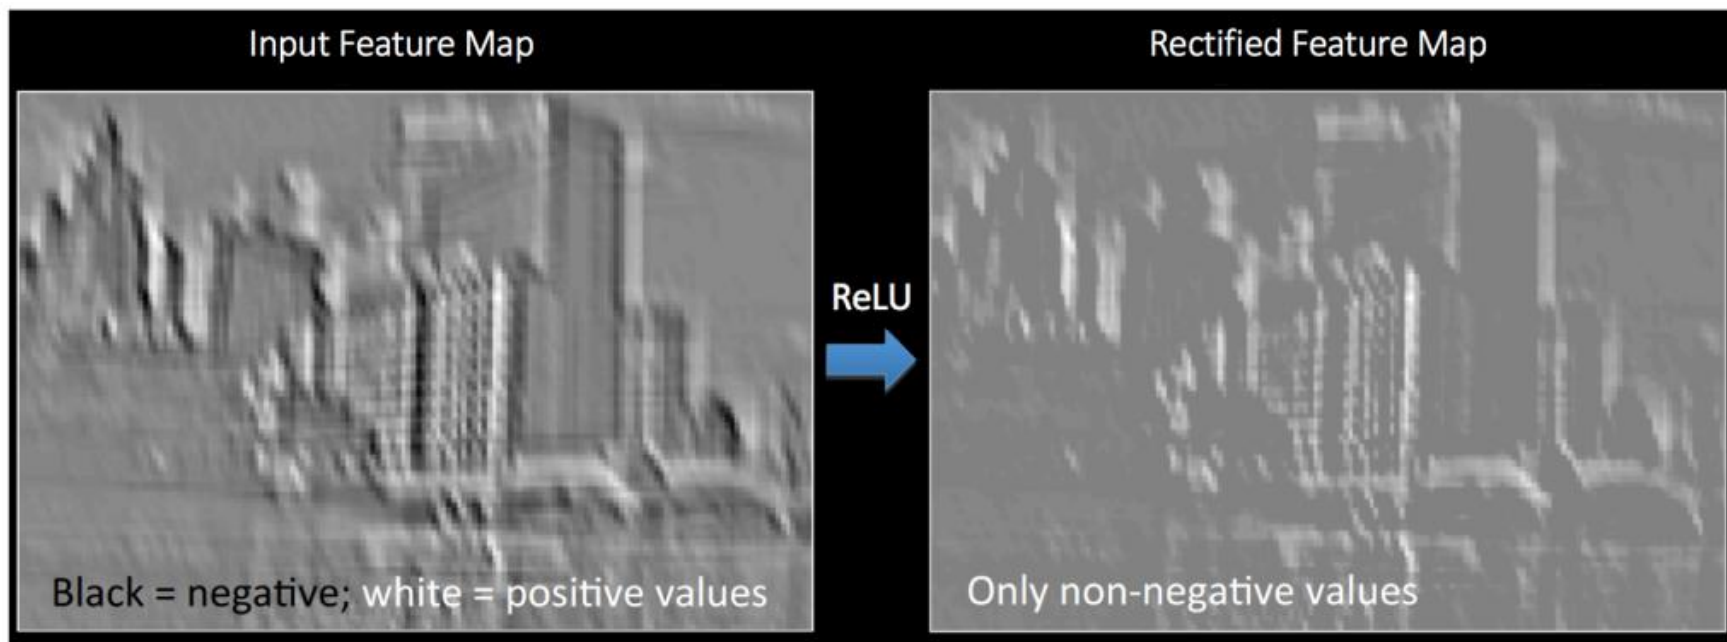 Input Feature Map
Rectified Feature Map
ReLU
Black = negative; white = positive values
Only non-negative values